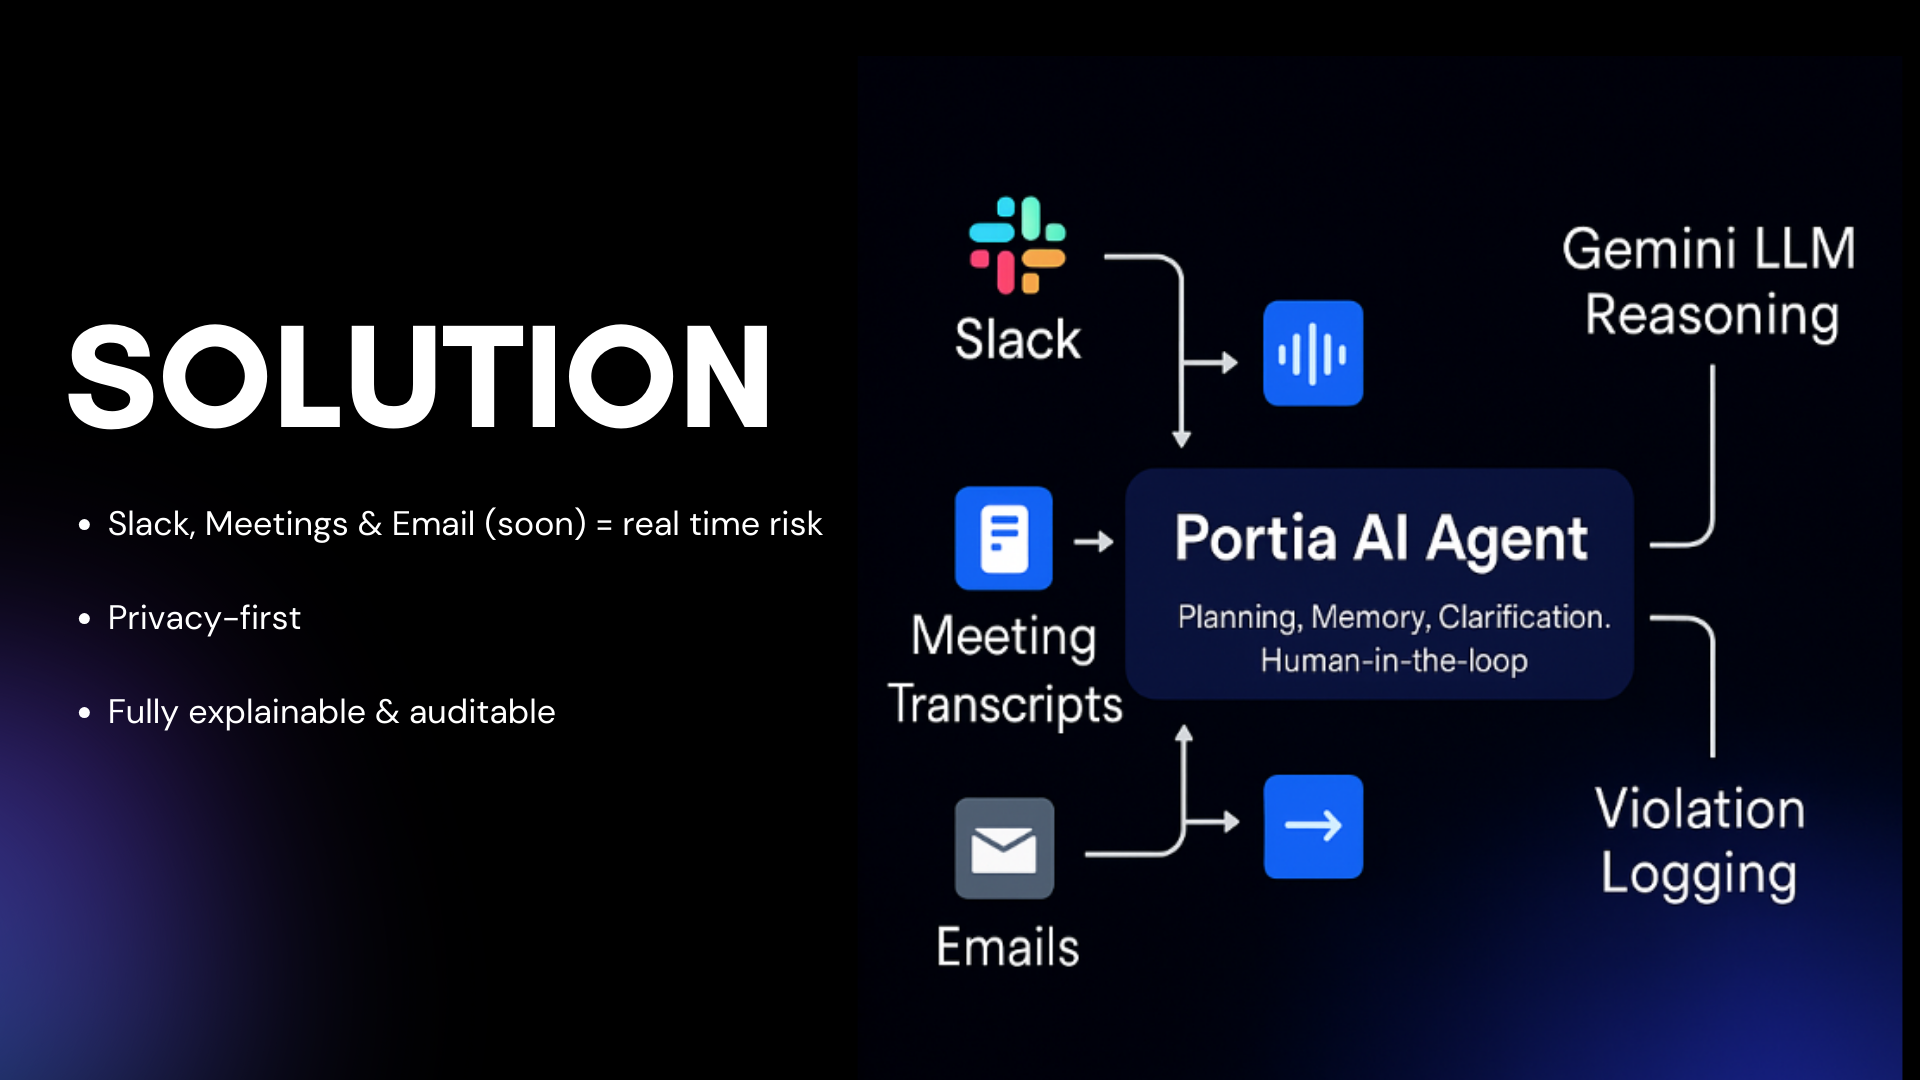 SOLUTION
Slack, Meetings & Email (soon) = real time risk
Privacy-first
Fully explainable & auditable
Slack
Meeting
Transcripts
Emails
Portia AI Agent
Planning, Memory, Clarification.
Human-in-the-loop
Gemini LLM
Reasoning
Violation
Logging